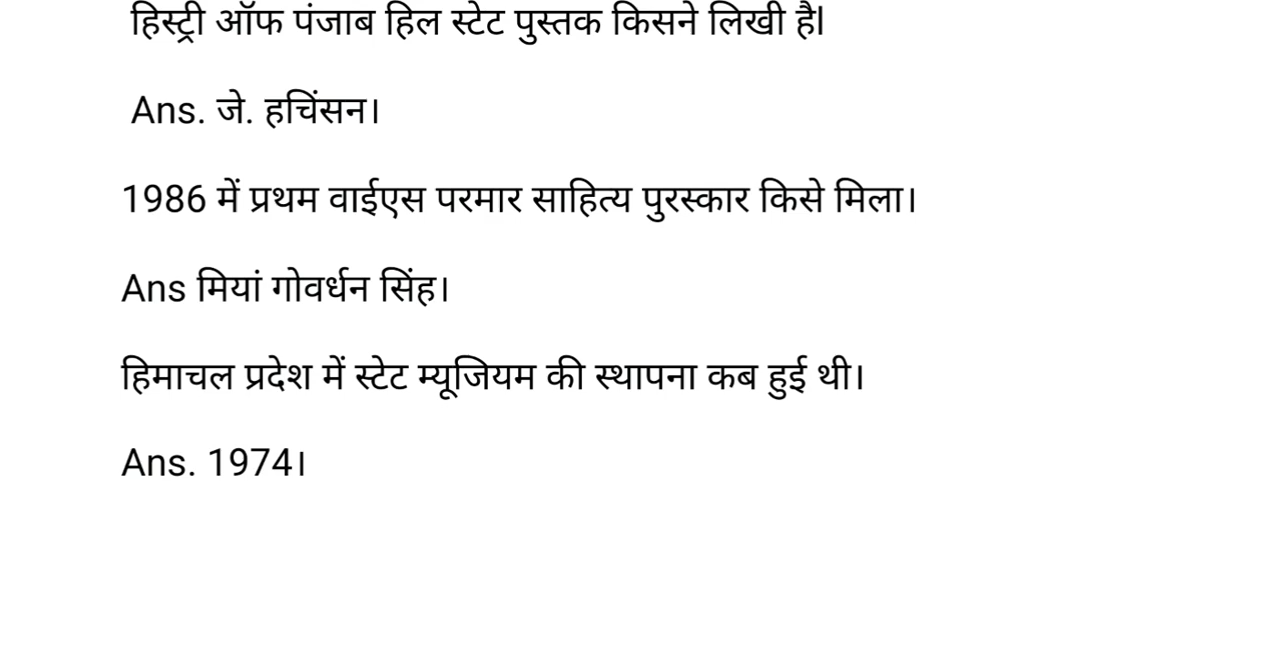 हिस्ट्री ऑफ पंजाब हिल स्टेट पुस्तक किसने लिखी हैl
Ans. जे. हचिंसन।
1986 में प्रथम वाईएस परमार साहित्य पुरस्कार किसे मिला।
Ans मियां गोवर्धन सिंह।
हिमाचल प्रदेश में स्टेट म्यूजियम की स्थापना कब हुई थी।
Ans. 1974।